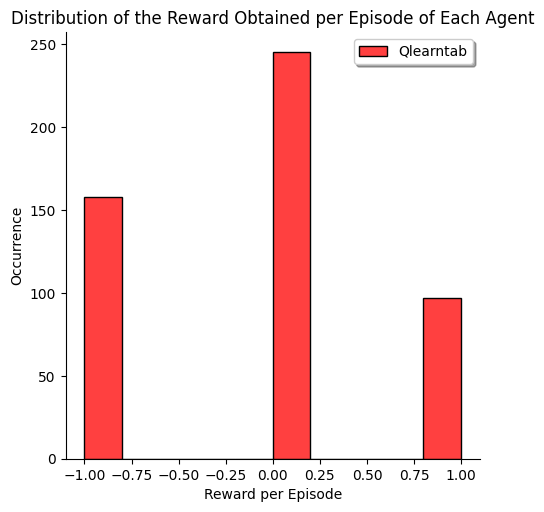 Distribution of the Reward Obtained per Episode of Each Agent
Qlearntab
250
200
150
100
50
0
Occurrence
−1.00 −0.75 −0.50 −0.25 0.00 0.25 0.50 0.75 1.00
Reward per Episode